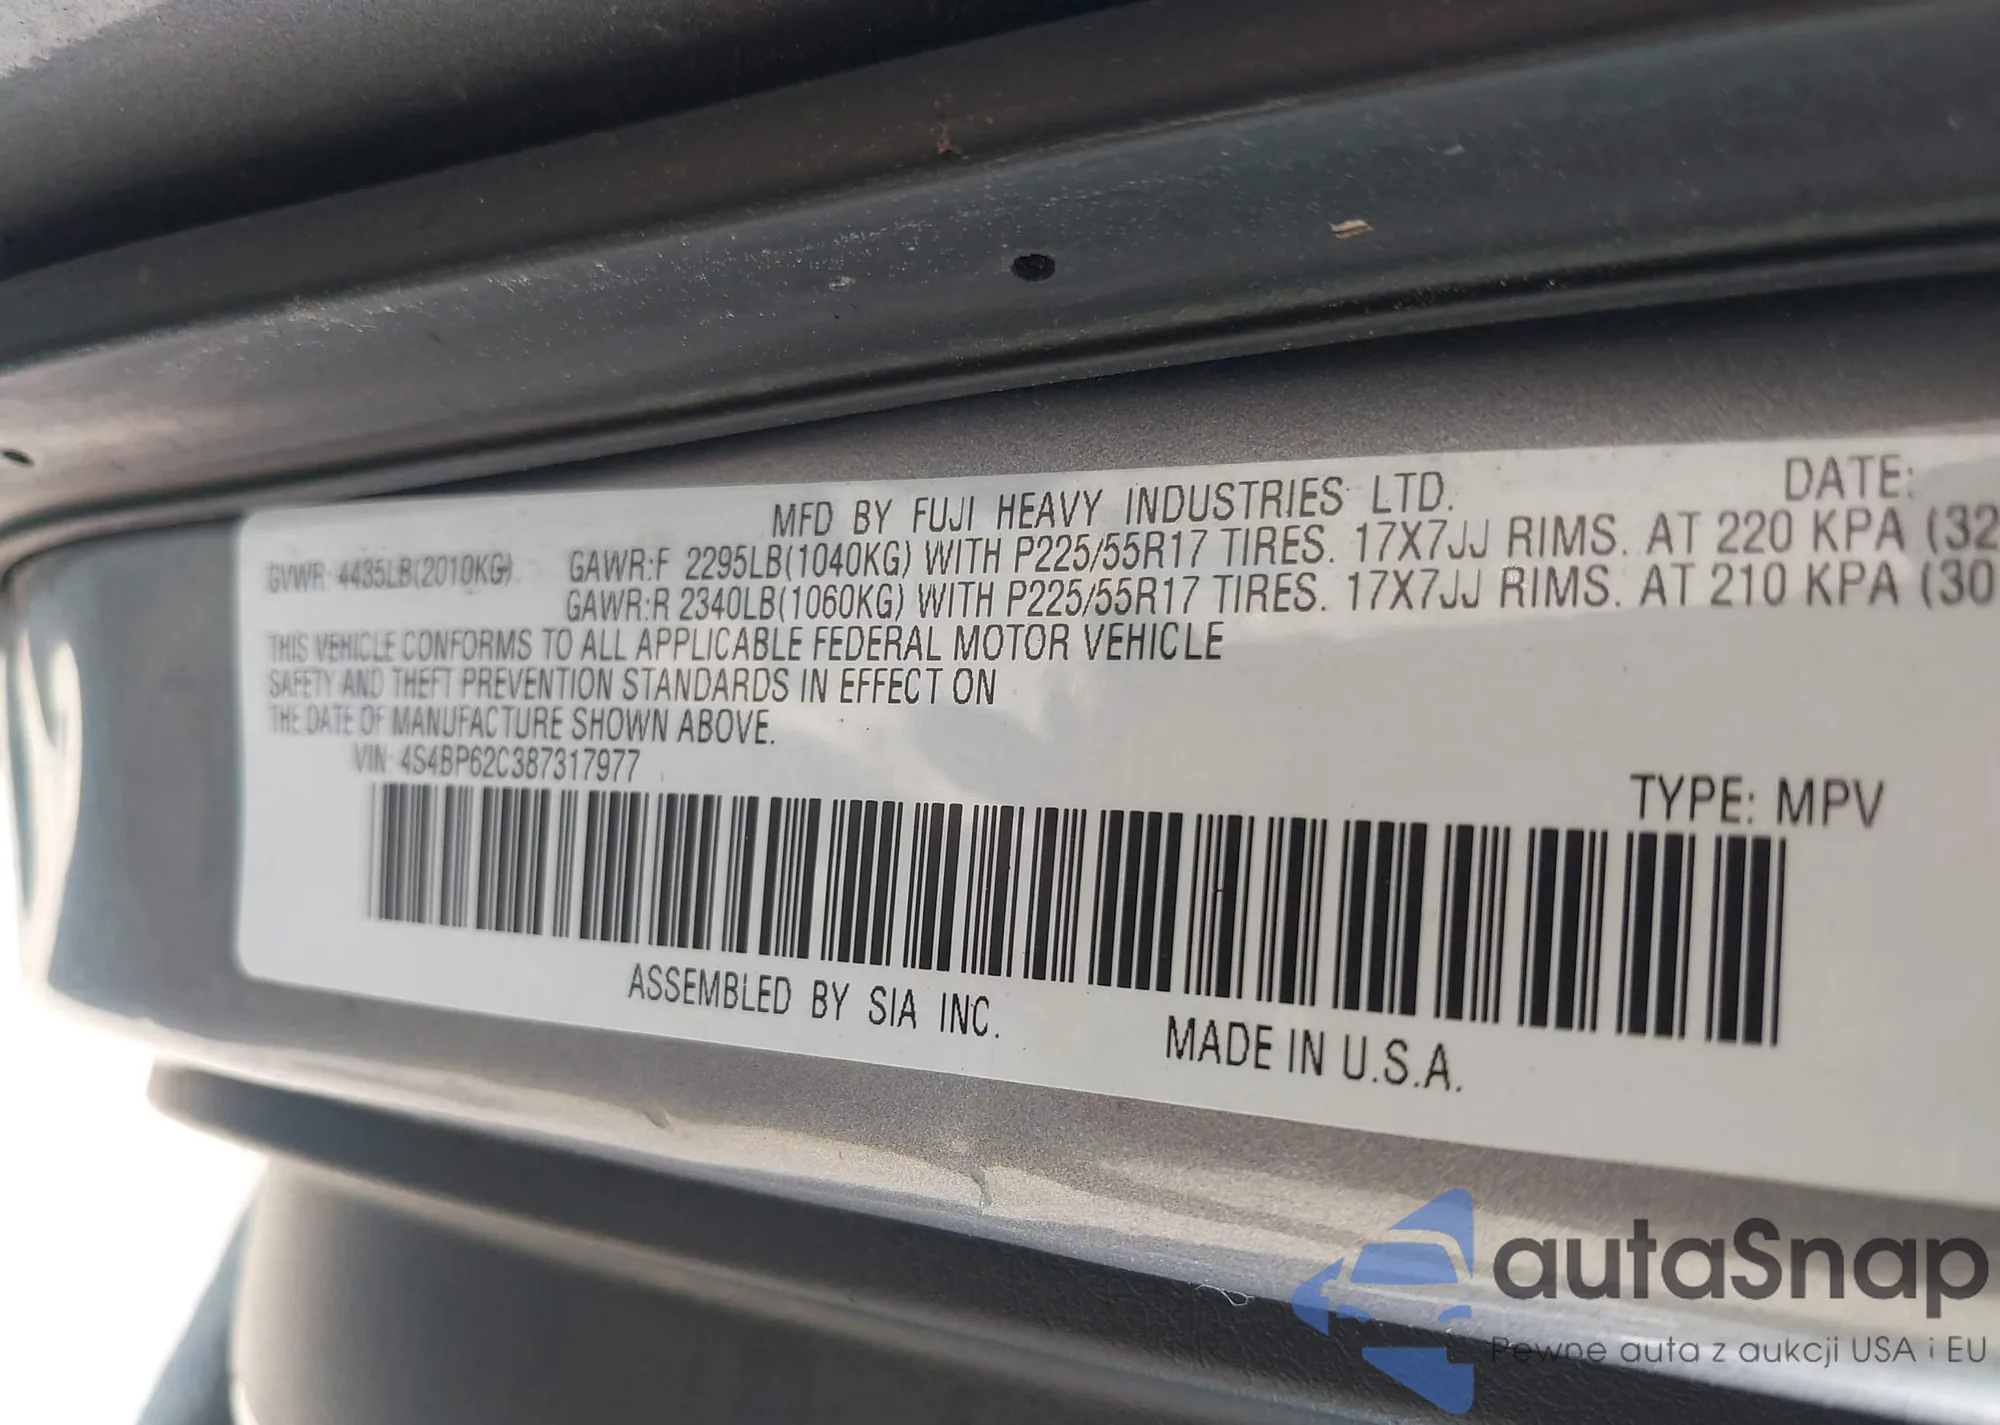 MFD BY FUJI HEAVY INDUSTRIES LTD. DATE:
GVWR: 4435LB(2010KG) GAWR:F 2295LB(1040KG) WITH P225/55R17 TIRES. 17X7JJ RIMS. AT 220 KPA (32
GAWR:R 2340LB(1060KG) WITH P225/55R17 TIRES. 17X7JJ RIMS. AT 210 KPA (30
THIS VEHICLE CONFORMS TO ALL APPLICABLE FEDERAL MOTOR VEHICLE
SAFETY AND THEFT PREVENTION STANDARDS IN EFFECT ON
THE DATE OF MANUFACTURE SHOWN ABOVE.
VIN: 4S4BP62C387317977
TYPE: MPV
ASSEMBLED BY SIA INC.
MADE IN U.S.A.
autaSnap
Pewne auta z aukcji USA i EU